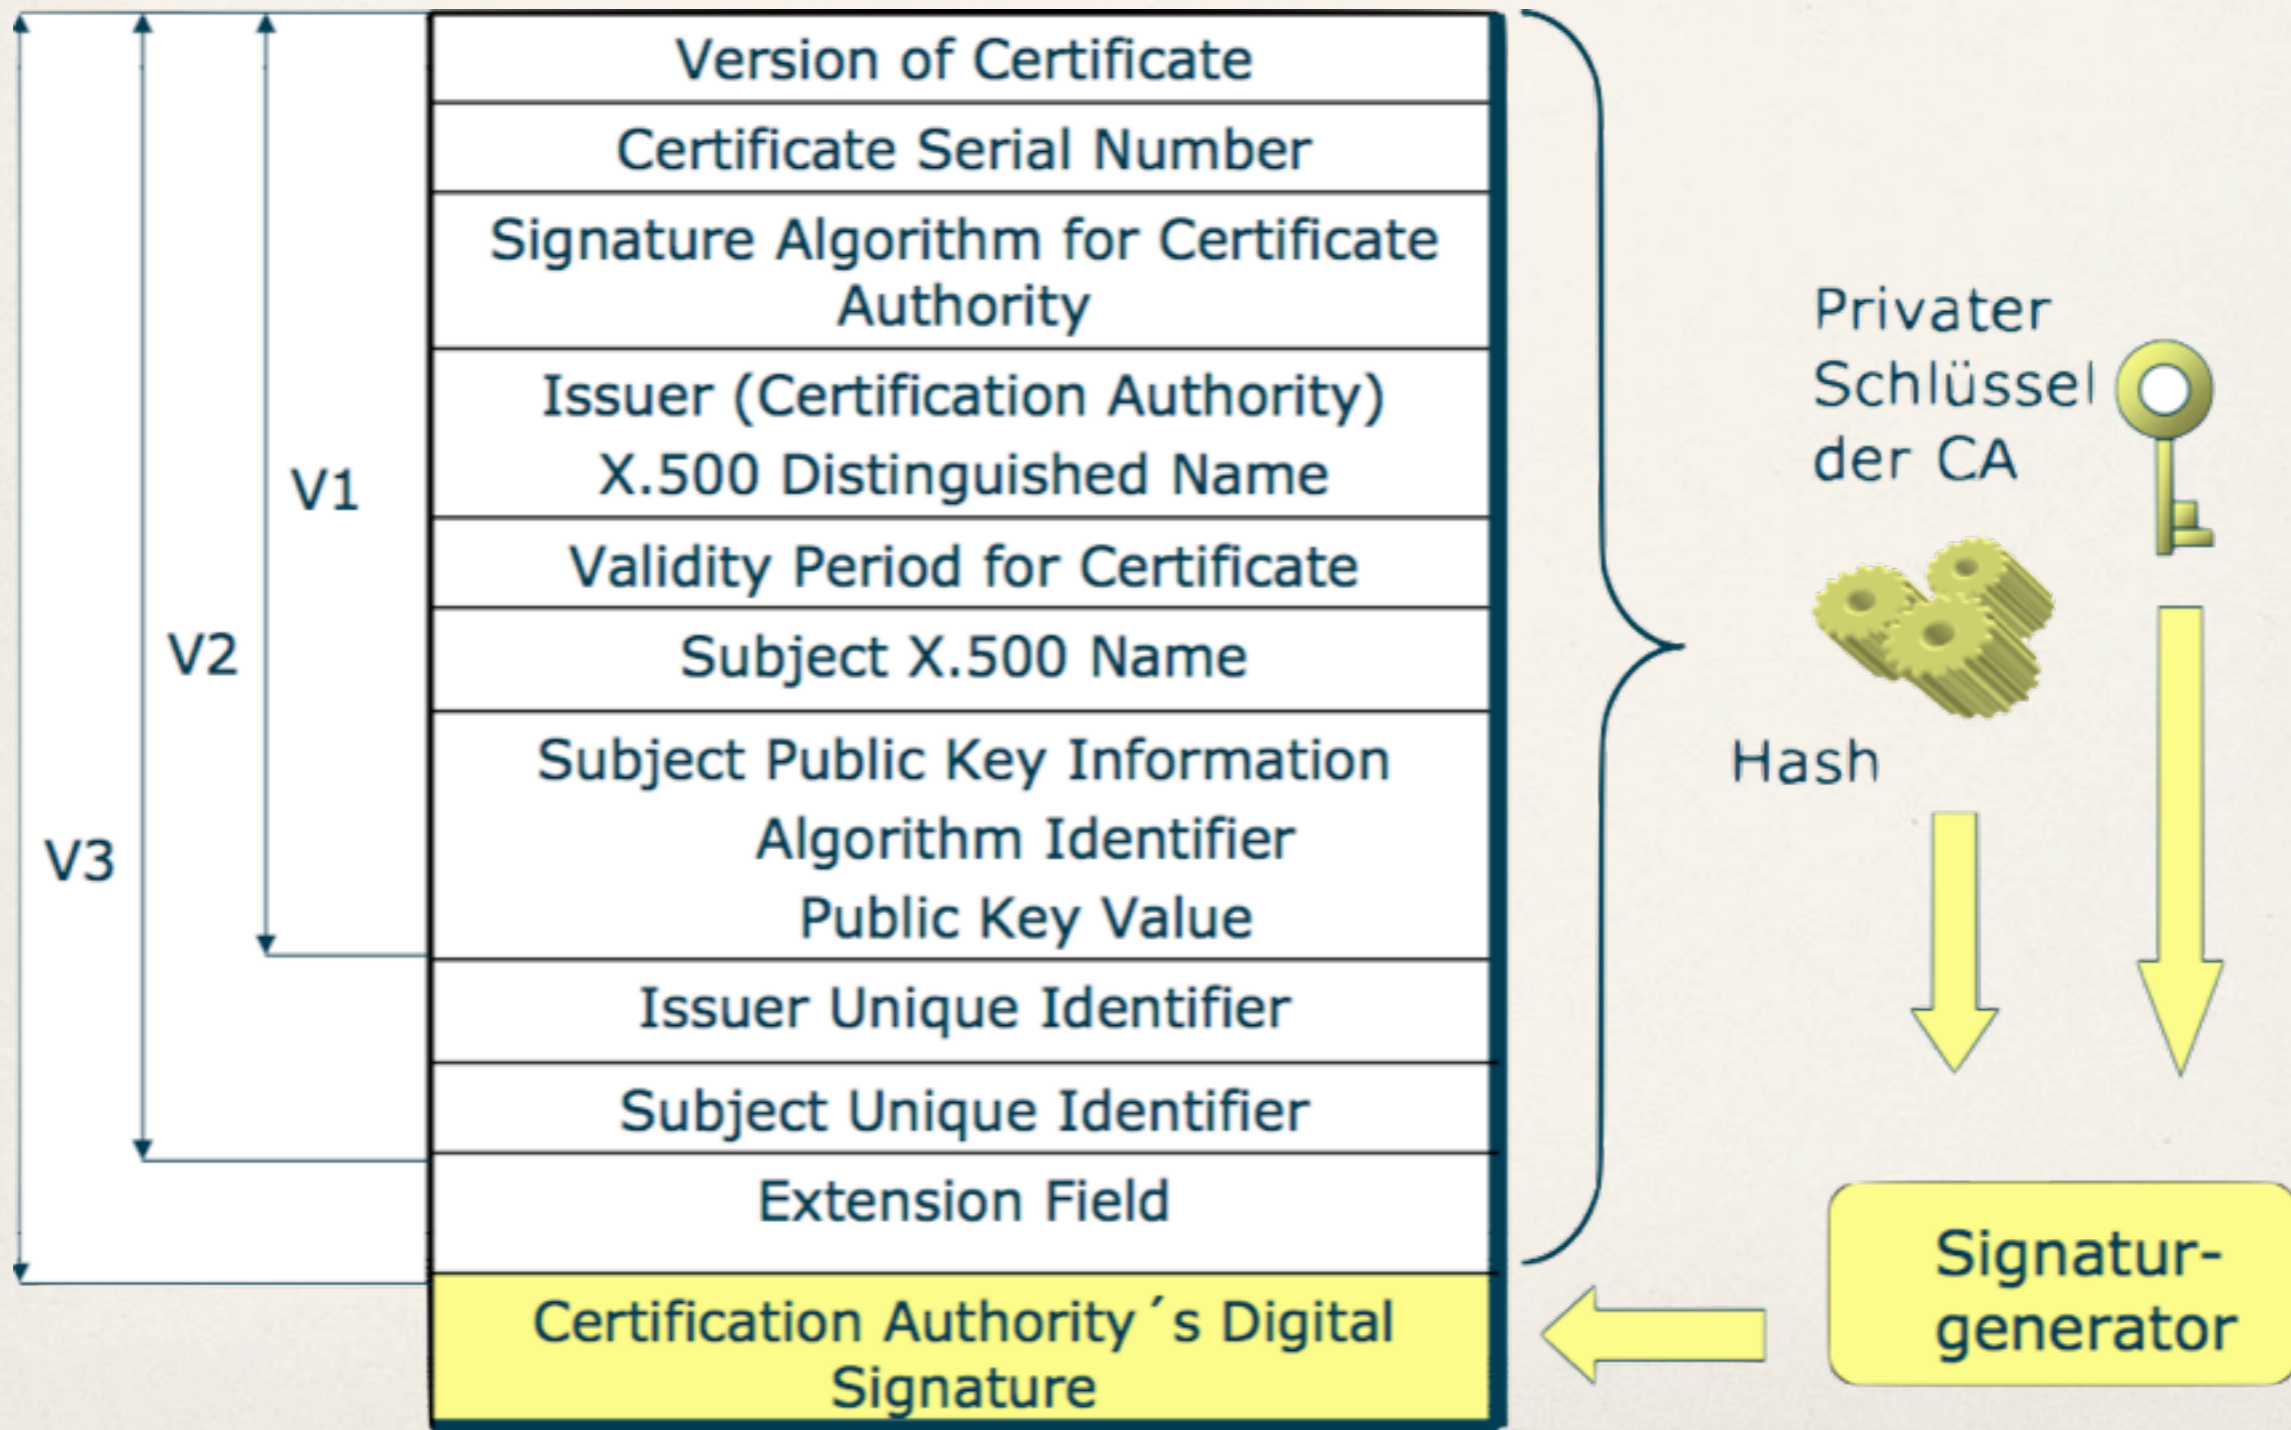 Version of Certificate
Certificate Serial Number
Signature Algorithm for Certificate
Authority
Issuer (Certification Authority)
X.500 Distinguished Name
Validity Period for Certificate
Subject X.500 Name
Subject Public Key Information
Algorithm Identifier
Public Key Value
Issuer Unique Identifier
Subject Unique Identifier
Extension Field
Certification Authority´s Digital
Signature
V1
V2
V3
Privater
Schlüssel
der CA
Hash
Signatur-
generator